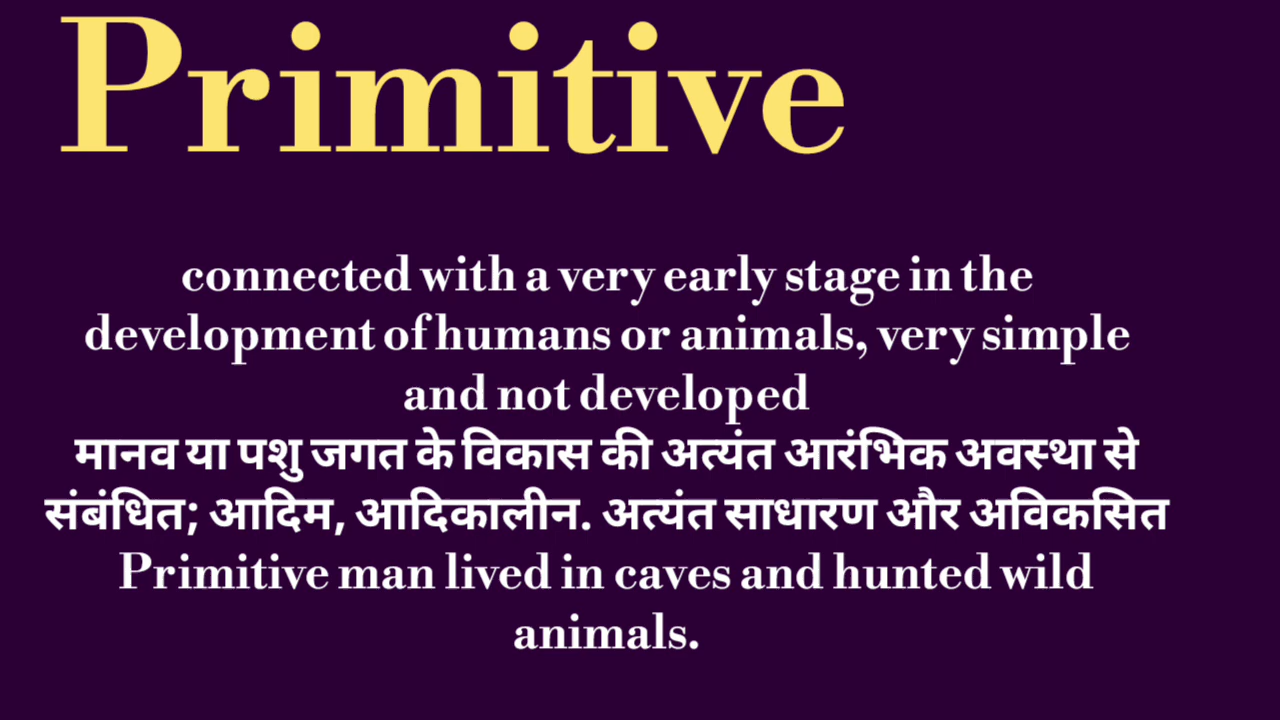 Primitive
connected with a very early stage in the
development of humans or animals, very simple
and not developed
मानव या पशु जगत के विकास की अत्यंत आरंभिक अवस्था से
संबंधित; आदिम, आदिकालीन. अत्यंत साधारण और अविकसित
Primitive man lived in caves and hunted wild
animals.